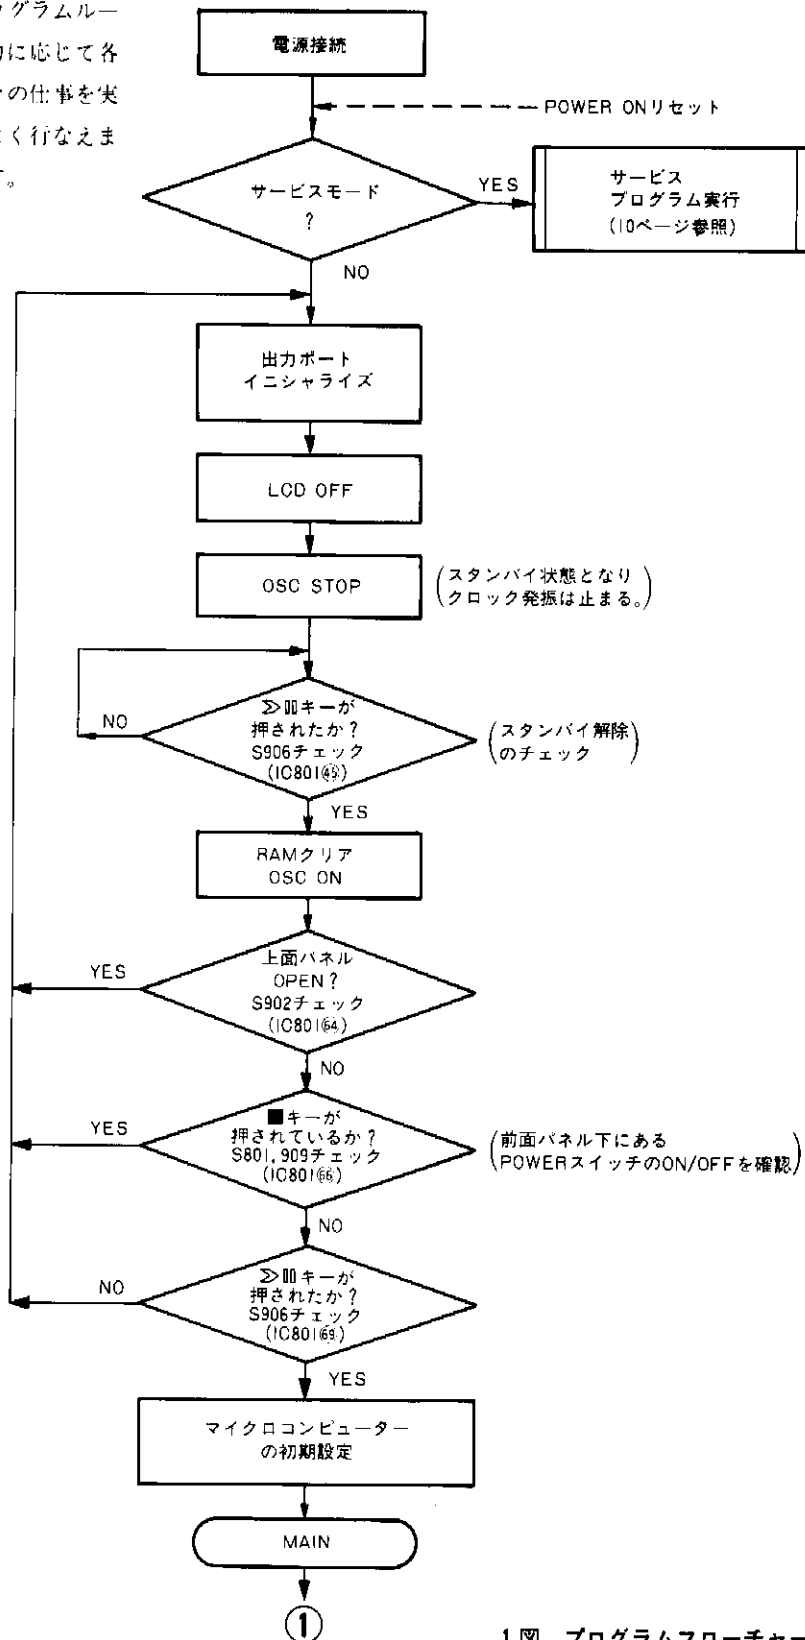 グラムルー
に応じて各
の仕事を実
く行なえま
。
電源接続
POWER ONリセット
サービスモード
?
YES
サービス
プログラム実行
(10ページ参照)
NO
出力ポート
イニシャライズ
LCD OFF
OSC STOP
(スタンバイ状態となり
クロック発振は止まる。)
キーが
押されたか?
S906チェック
(IC801㊺)
NO
(スタンバイ解除
のチェック)
YES
RAMクリア
OSC ON
上面パネル
OPEN?
S902チェック
(IC801 64)
YES
NO
■キーが
押されているか?
S801, 909チェック
(IC801 66)
YES
(前面パネル下にある
POWERスイッチのON/OFFを確認)
NO
キーが
押されたか?
S906チェック
(IC801 69)
NO
YES
マイクロコンピューター
の初期設定
MAIN
①
1図 プログラムフローチャー